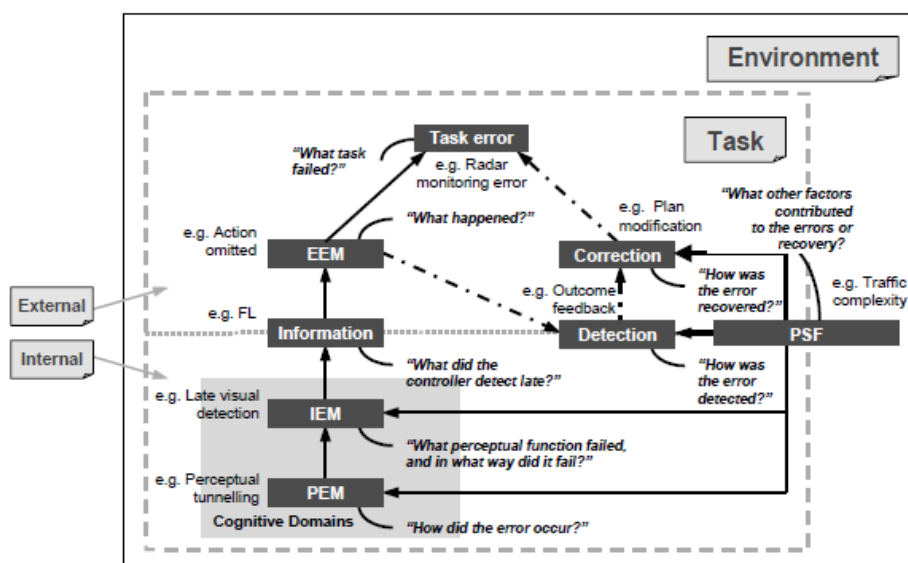 Environment
Task
Task error
“What task
failed?”
e.g. Radar
monitoring error
“What other factors
contributed
to the errors or
recovery?
“What happened?”
e.g. Plan
modification
e.g. Action
omitted
EEM
Correction
External
e.g. Outcome
feedback
“How was
the error
recovered?”
e.g. Traffic
complexity
e.g. FL
Information
Detection
PSF
Internal
“What did the
controller detect late?”
“How was
the error
detected?”
e.g. Late visual
detection
IEM
“What perceptual function failed,
and in what way did it fail?”
e.g. Perceptual
tunnelling
PEM
Cognitive Domains
“How did the error occur?”